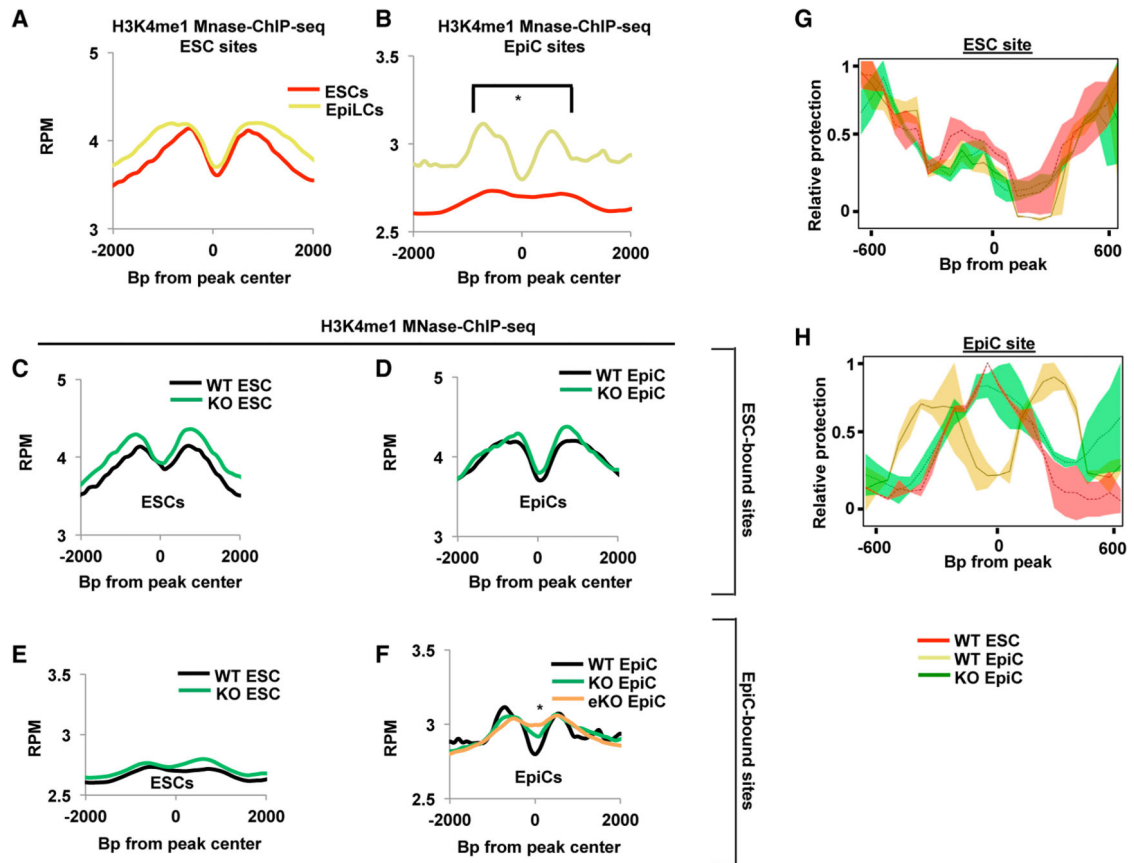 A
H3K4me1 Mnase-ChIP-seq
ESC sites
5
4
3
RPM
ESCs
EpiLCs
-2000
0
2000
Bp from peak center
B
H3K4me1 Mnase-ChIP-seq
EpiC sites
3.5
3
2.5
*
-2000
0
2000
Bp from peak center
G
ESC site
1
0.5
0
Relative protection
-600
0
600
Bp from peak
H3K4me1 MNase-ChIP-seq
C
5
4
3
RPM
WT ESC
KO ESC
ESCs
-2000
0
2000
Bp from peak center
D
5
4
3
RPM
WT EpiC
KO EpiC
EpiCs
-2000
0
2000
Bp from peak center
ESC-bound sites
H
EpiC site
1
0.5
0
Relative protection
-600
0
600
Bp from peak
E
3.5
3
2.5
RPM
WT ESC
KO ESC
ESCs
-2000
0
2000
Bp from peak center
F
3.5
3
2.5
RPM
WT EpiC
KO EpiC
eKO EpiC
*
EpiCs
-2000
0
2000
Bp from peak center
EpiC-bound sites
WT ESC
WT EpiC
KO EpiC